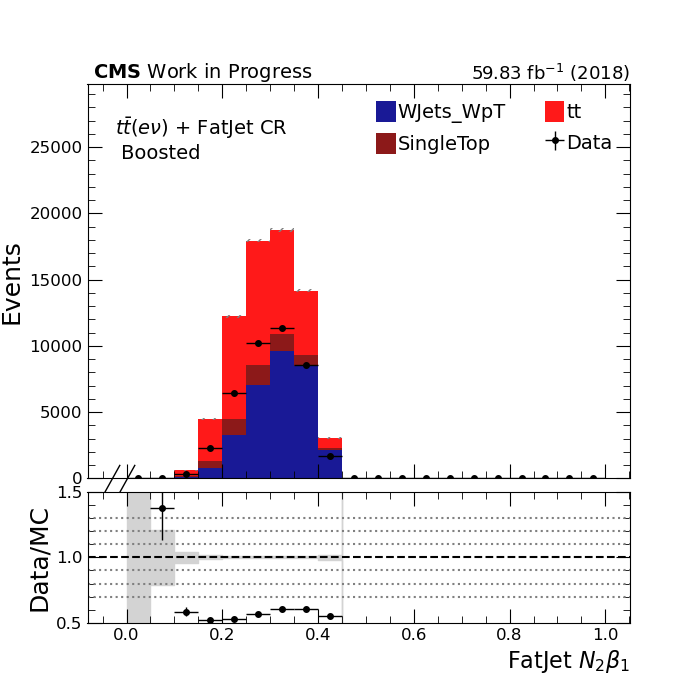 CMS Work in Progress 59.83 fb⁻¹ (2018)
tt̄(eν) + FatJet CR
Boosted
WJets_WpT tt
SingleTop Data
Events
25000
20000
15000
10000
5000
0
Data/MC
1.5
1.0
0.5
0.0 0.2 0.4 0.6 0.8 1.0
FatJet N₂β₁